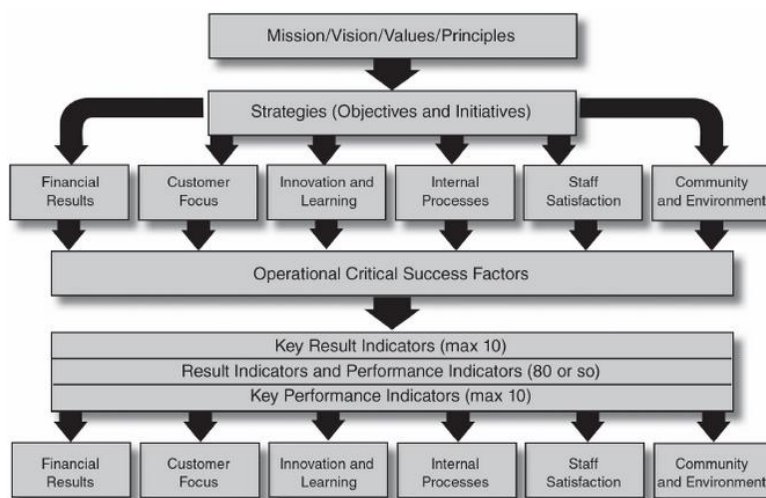 Mission/Vision/Values/Principles
Strategies (Objectives and Initiatives)
Financial
Results
Customer
Focus
Innovation and
Learning
Internal
Processes
Staff
Satisfaction
Community
and Environment
Operational Critical Success Factors
Key Result Indicators (max 10)
Result Indicators and Performance Indicators (80 or so)
Key Performance Indicators (max 10)
Financial
Results
Customer
Focus
Innovation and
Learning
Internal
Processes
Staff
Satisfaction
Community
and Environment